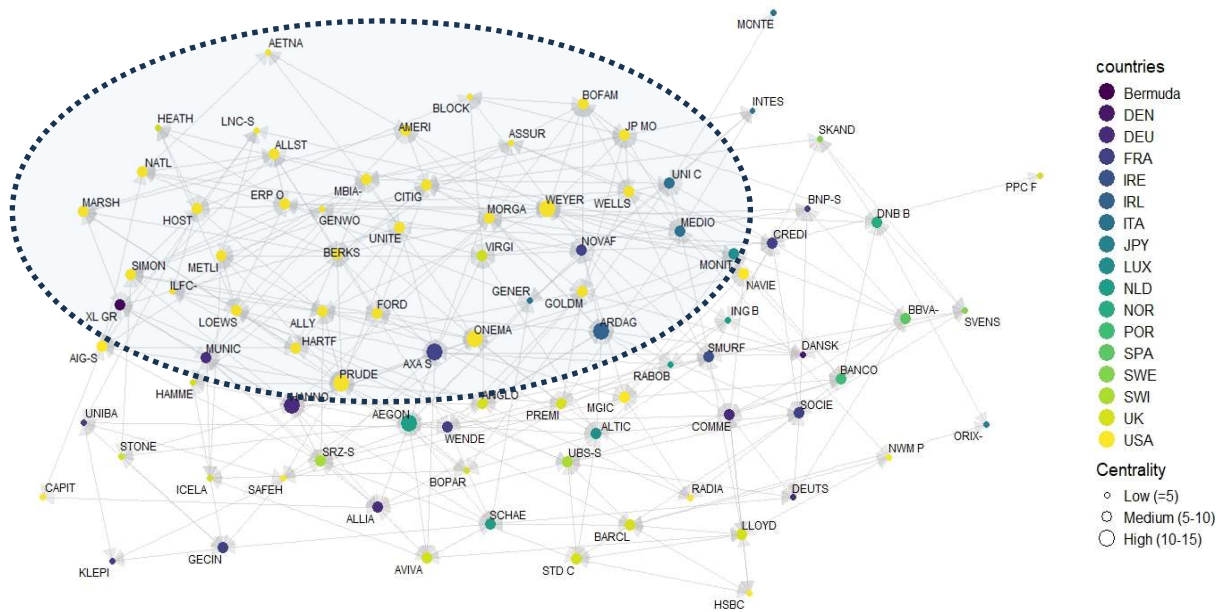 MONTE
AETNA
BLOCK
BOFAM
INTES
HEATH
LNC-S
AMERI
ASSUR
JP MO
SKAND
ALLST
NATL
UNI C
PPC F
MARSH
HOST
ERP O
MBIA-
CITIG
GENWO
WEYER
WELLS
BNP-S
DNB B
MORGA
UNITE
MEDIO
CREDI
BERKS
VIRGI
NOVAF
METLI
SIMON
MONIT
NAVIE
ILFC-
GENER
GOLDM
XL GR
LOEWS
ALLY
FORD
ING B
BBVA-
SVENS
ARDAG
ONEMA
AIG-S
HARTF
MUNIC
AXA S
SMURF
DANSK
PRUDE
RABOB
BANCO
HAMME
HANNO
ANGLO
PREMI
MGIC
UNIBA
AEGON
WENDE
ALTIC
COMME
SOCIE
ORIX-
STONE
SRZ-S
UBS-S
NWM P
CAPIT
ICELA
SAFEH
BOPAR
RADIA
DEUTS
ALLIA
SCHAE
BARCL
LLOYD
KLEPI
GECIN
AVIVA
STD C
HSBC
countries
Bermuda
DEN
DEU
FRA
IRE
IRL
ITA
JPY
LUX
NLD
NOR
POR
SPA
SWE
SWI
UK
USA
Centrality
Low (=5)
Medium (5-10)
High (10-15)